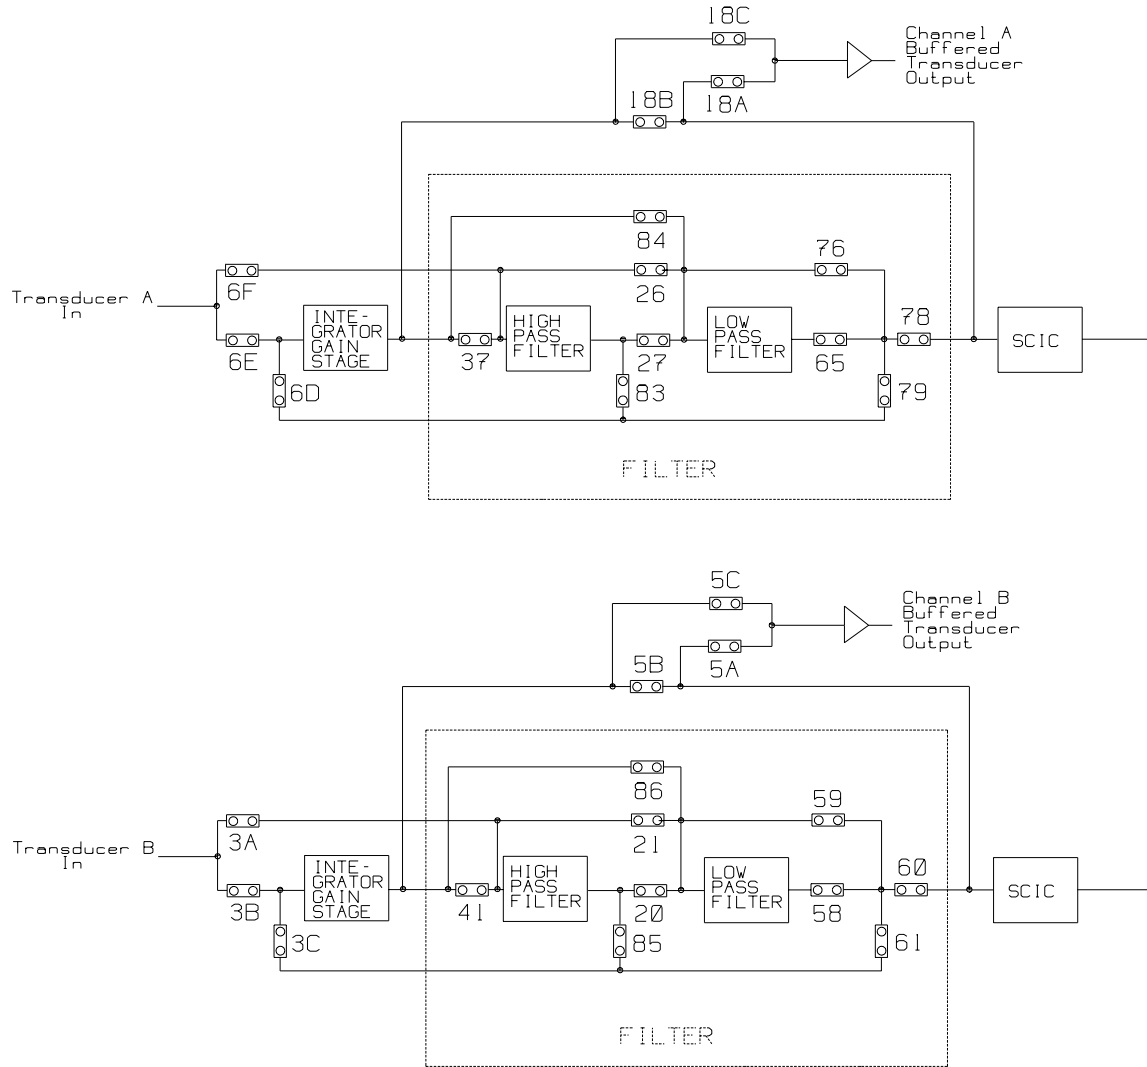 18C
Channel A
Buffered
Transducer
Output
18A
18B
84
76
6F
26
Transducer A
In
INTE-
GRATOR
GAIN
STAGE
HIGH
PASS
FILTER
LOW
PASS
FILTER
78
SCIC
6E
37
27
65
6D
83
79
FILTER
5C
Channel B
Buffered
Transducer
Output
5A
5B
86
59
3A
21
Transducer B
In
INTE-
GRATOR
GAIN
STAGE
HIGH
PASS
FILTER
LOW
PASS
FILTER
60
SCIC
3B
41
20
58
3C
85
61
FILTER